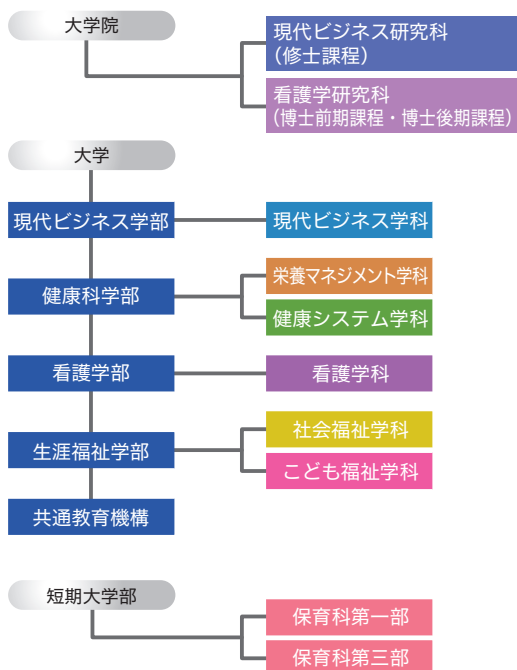 大学院
現代ビジネス研究科
（修士課程）
看護学研究科
（博士前期課程・博士後期課程）
大学
現代ビジネス学部
現代ビジネス学科
健康科学部
栄養マネジメント学科
健康システム学科
看護学部
看護学科
生涯福祉学部
社会福祉学科
こども福祉学科
共通教育機構
短期大学部
保育科第一部
保育科第三部